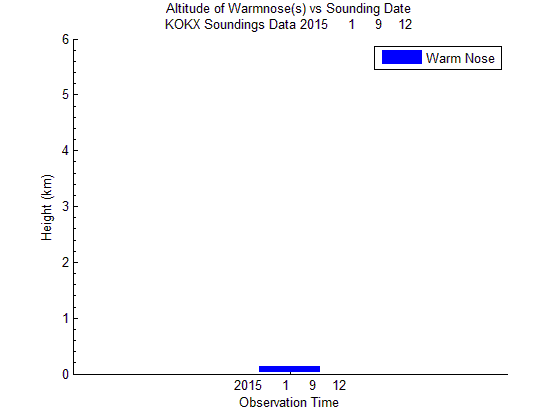 Altitude of Warmnose(s) vs Sounding Date
KOKX Soundings Data 2015 1 9 12
Warm Nose
6
5
4
3
2
1
0
Height (km)
2015 1 9 12
Observation Time